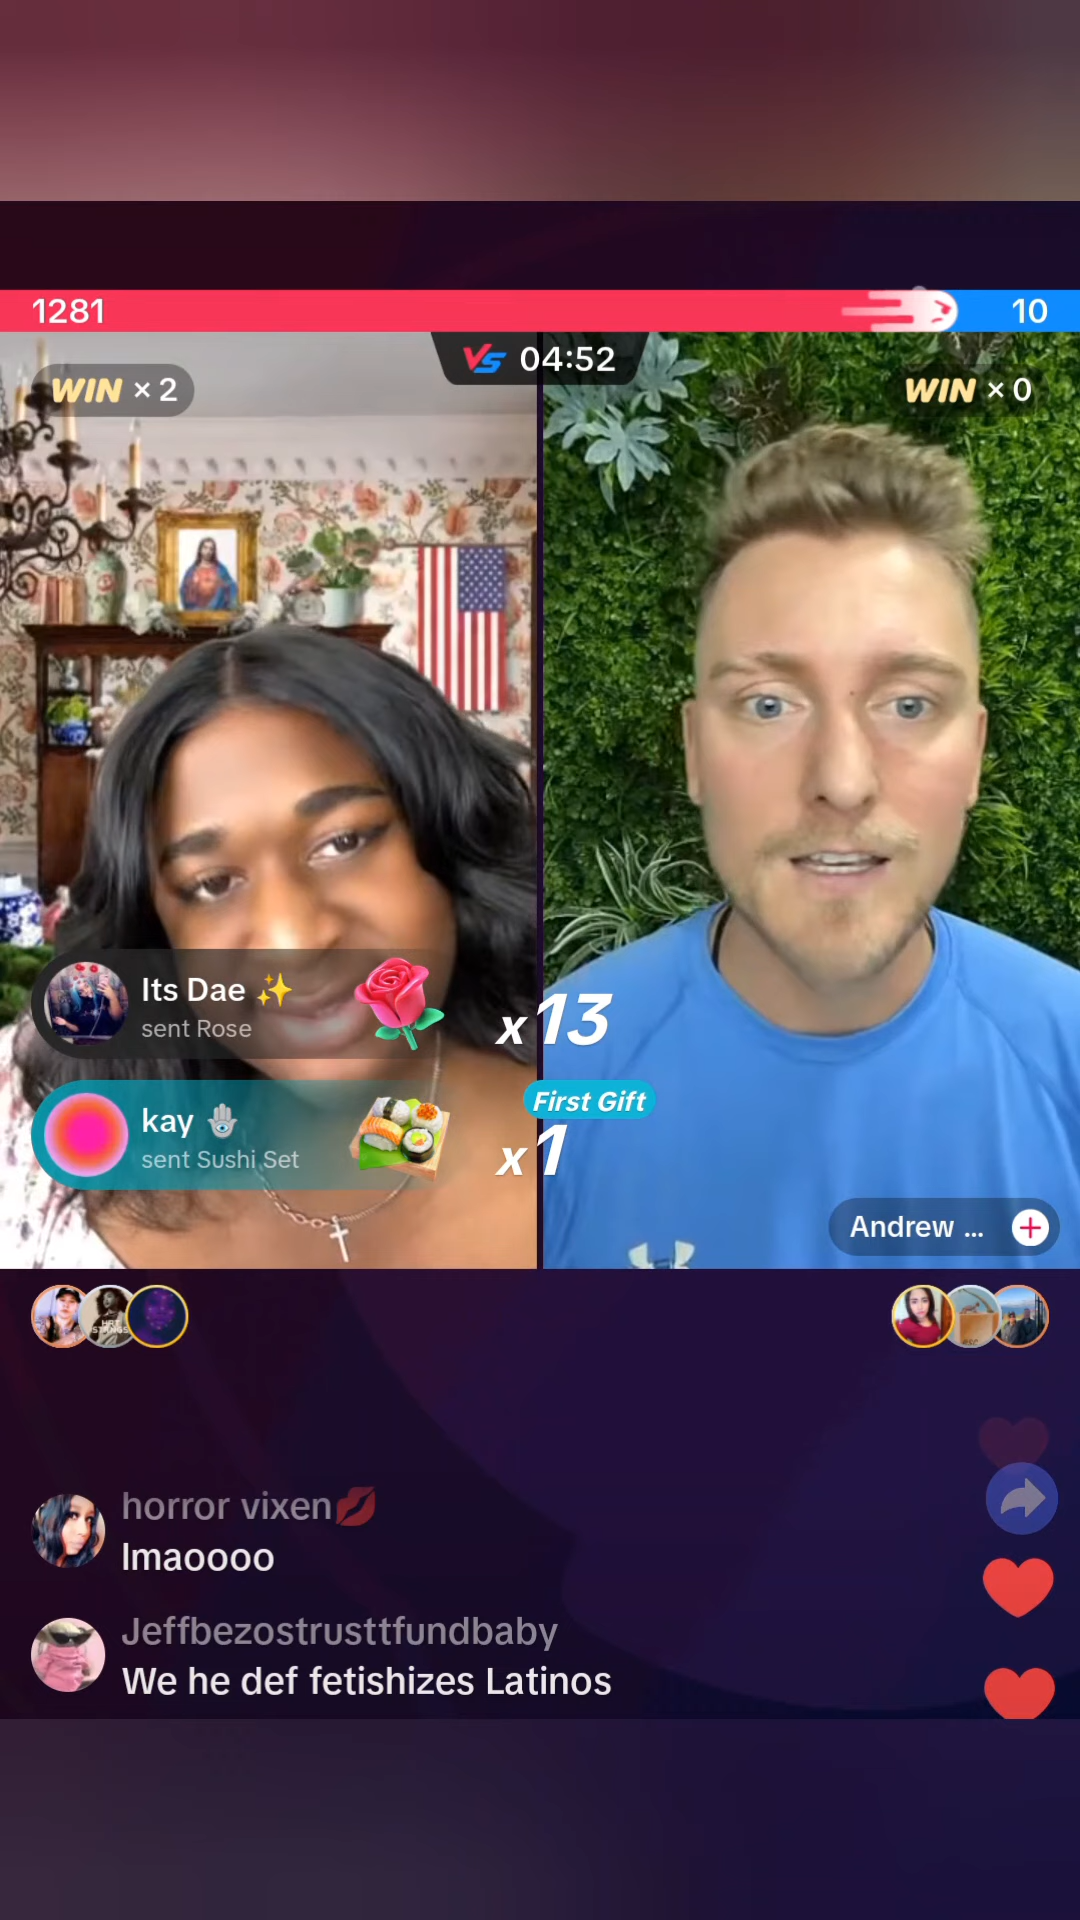 1281
10
VS 04:52
WIN × 2
WIN × 0
Its Dae ✨
sent Rose
x13
kay 🪬
sent Sushi Set
First Gift
x1
Andrew ...
HRT
horror vixen💋
lmaoooo
Jeffbezostrusttfundbaby
We he def fetishizes Latinos